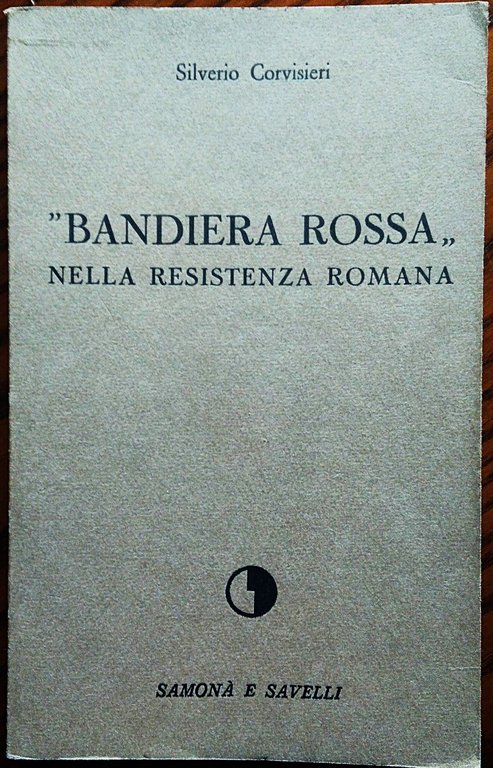 Silverio Corvisieri
”BANDIERA ROSSA„
NELLA RESISTENZA ROMANA
SAMONÀ E SAVELLI